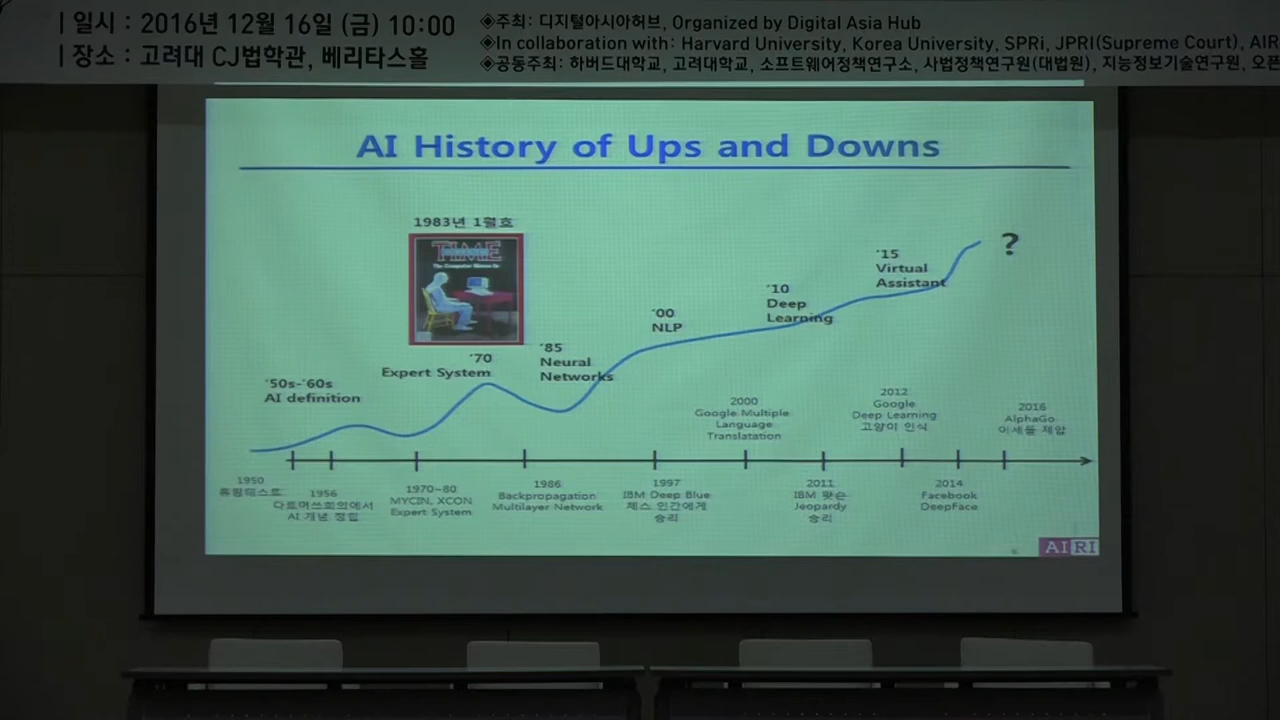 | 일시 : 2016년 12월 16일 (금) 10:00
| 장소 : 고려대 CJ법학관, 베리타스홀
◈주최: 디지털아시아허브, Organized by Digital Asia Hub
◈In collaboration with: Harvard University, Korea University, SPRi, JPRI(Supreme Court), AIR
◈공동주최: 하버드대학교, 고려대학교, 소프트웨어정책연구소, 사법정책연구원(대법원), 지능정보기술연구원, 오픈
AI History of Ups and Downs
1983년 1월호
TIME
The Computer Moves In
'50s-'60s
AI definition
'70
Expert System
'85
Neural
Networks
'00
NLP
'10
Deep
Learning
'15
Virtual
Assistant
?
2000
Google Multiple
Language
Translatation
2012
Google
Deep Learning
고양이 인식
2016
AlphaGo
이세돌 제압
1950
튜링테스트
1956
다트머쓰회의에서
AI 개념 정립
1970~80
MYCIN, XCON
Expert System
1986
Backpropagation
Multilayer Network
1997
IBM Deep Blue
체스 인간에게
승리
2011
IBM 왓슨
Jeopardy
승리
2014
Facebook
DeepFace
AIRI